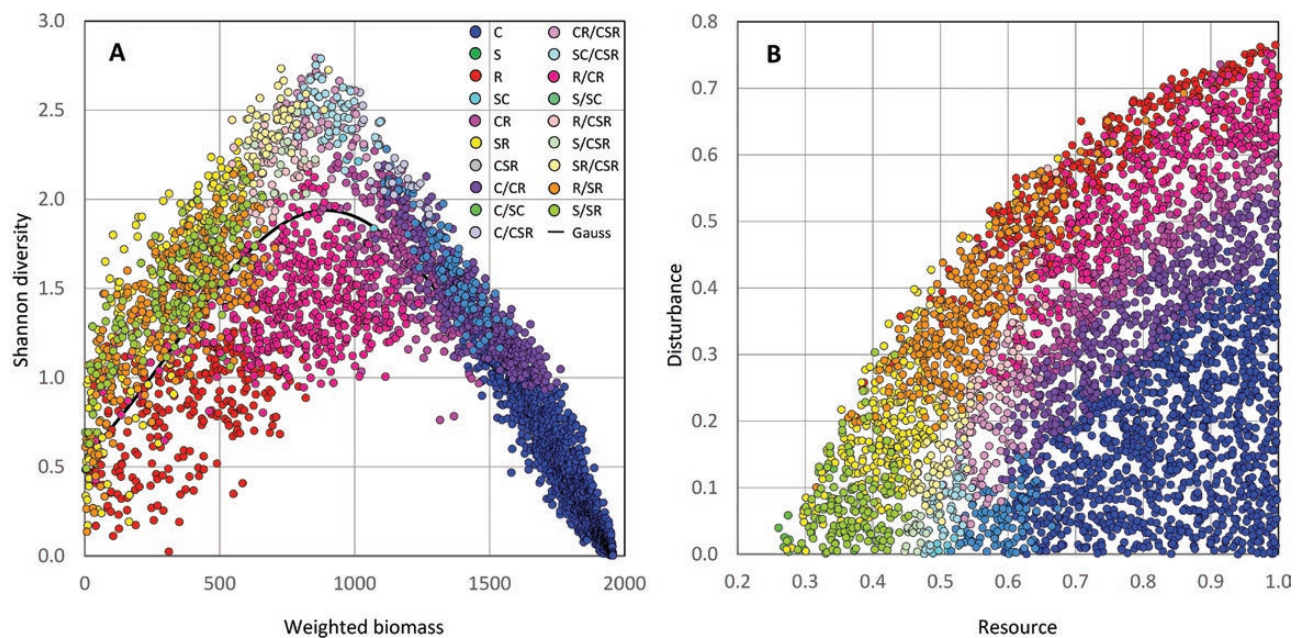 A
3.0
2.5
2.0
1.5
1.0
0.5
0.0
Shannon diversity
0 500 1000 1500 2000
Weighted biomass
C CR/CSR
S SC/CSR
R R/CR
SC S/SC
CR R/CSR
SR S/CSR
CSR SR/CSR
C/CR R/SR
C/SC S/SR
C/CSR Gauss
B
0.8
0.7
0.6
0.5
0.4
0.3
0.2
0.1
0.0
Disturbance
0.2 0.3 0.4 0.5 0.6 0.7 0.8 0.9 1.0
Resource